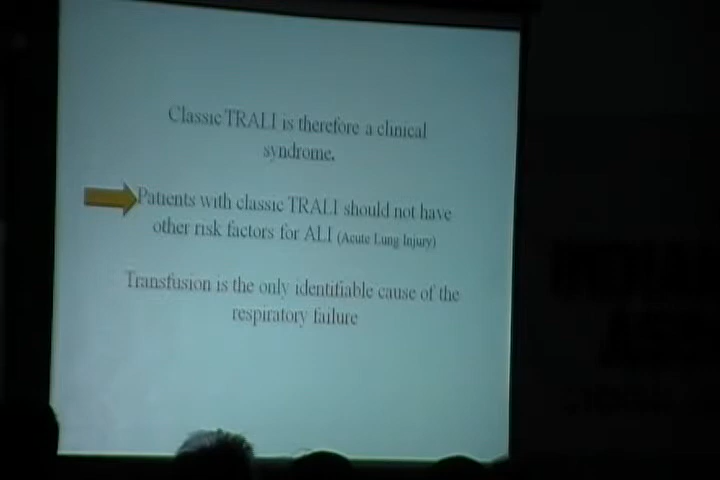 Classic TRALI is therefore a clinical
syndrome.
Patients with classic TRALI should not have
other risk factors for ALI (Acute Lung Injury)
Transfusion is the only identifiable cause of the
respiratory failure